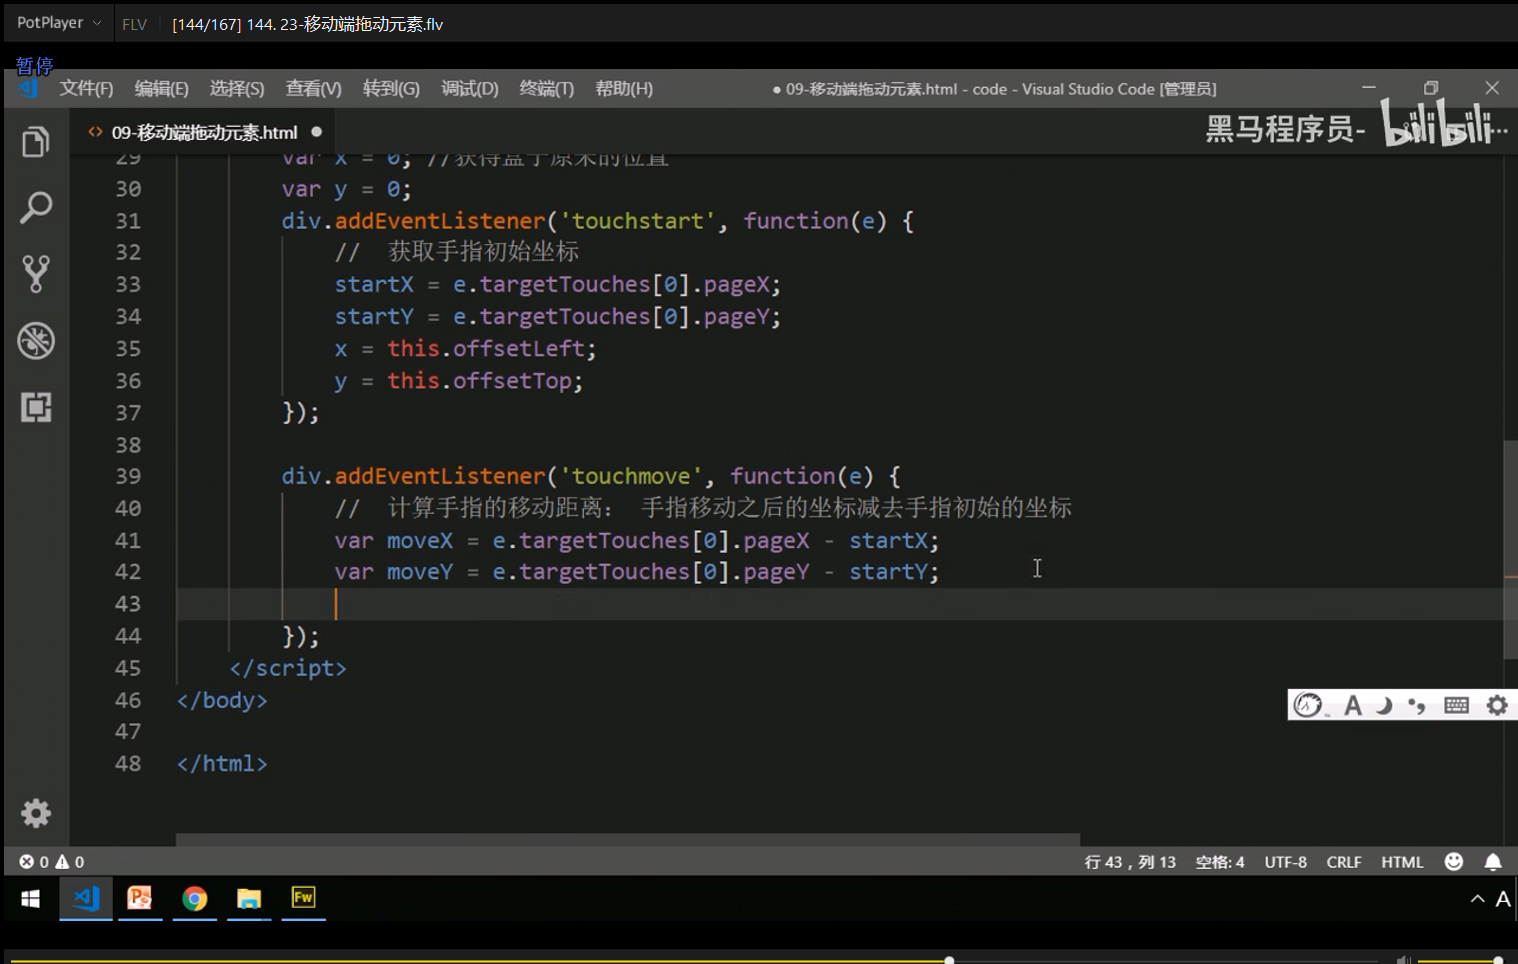 PotPlayer FLV [144/167] 144. 23-移动端拖动元素.flv
暂停
文件(F) 编辑(E) 选择(S) 查看(V) 转到(G) 调试(D) 终端(T) 帮助(H) ● 09-移动端拖动元素.html - code - Visual Studio Code [管理员]
<> 09-移动端拖动元素.html ●
黑马程序员- bilibili ...
29 var x = 0; //获得盒子原来的位置
30 var y = 0;
31 div.addEventListener('touchstart', function(e) {
32 // 获取手指初始坐标
33 startX = e.targetTouches[0].pageX;
34 startY = e.targetTouches[0].pageY;
35 x = this.offsetLeft;
36 y = this.offsetTop;
37 });
38
39 div.addEventListener('touchmove', function(e) {
40 // 计算手指的移动距离： 手指移动之后的坐标减去手指初始的坐标
41 var moveX = e.targetTouches[0].pageX - startX;
42 var moveY = e.targetTouches[0].pageY - startY;
43
44 });
45 </script>
46 </body>
47
48 </html>
A
0 0 行 43，列 13 空格: 4 UTF-8 CRLF HTML
Fw A